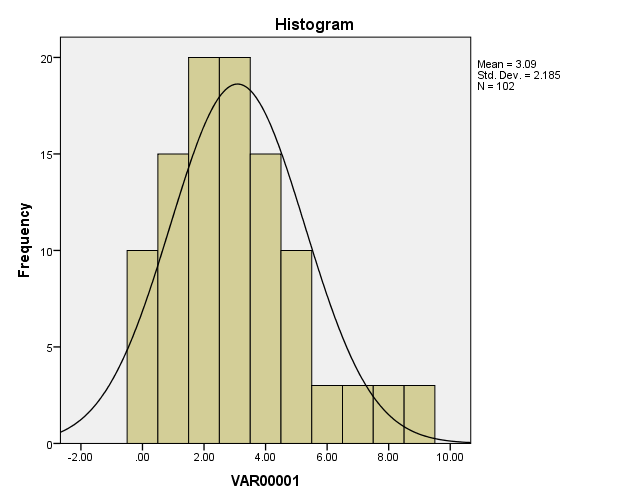 Histogram
Mean = 3.09
Std. Dev. = 2.185
N = 102
20
15
10
5
0
Frequency
-2.00 .00 2.00 4.00 6.00 8.00 10.00
VAR00001